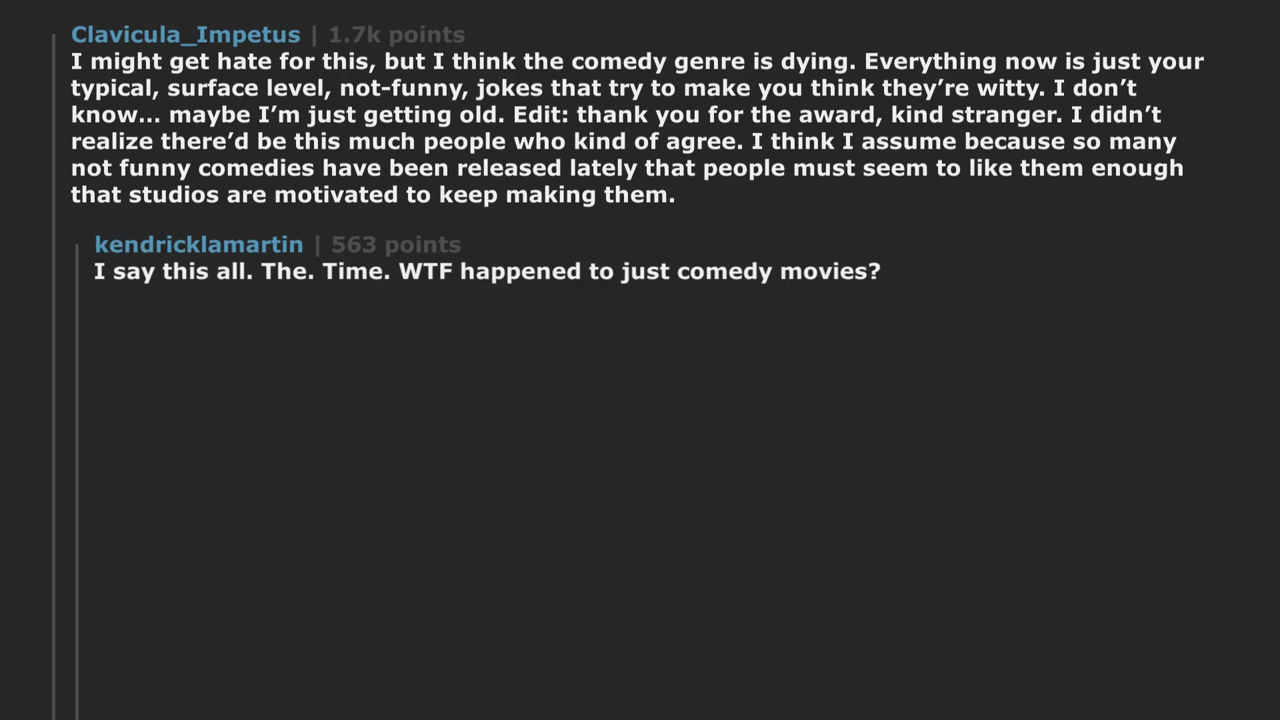 Clavicula_Impetus | 1.7k points
I might get hate for this, but I think the comedy genre is dying. Everything now is just your
typical, surface level, not-funny, jokes that try to make you think they’re witty. I don’t
know... maybe I’m just getting old. Edit: thank you for the award, kind stranger. I didn’t
realize there’d be this much people who kind of agree. I think I assume because so many
not funny comedies have been released lately that people must seem to like them enough
that studios are motivated to keep making them.
kendricklamartin | 563 points
I say this all. The. Time. WTF happened to just comedy movies?